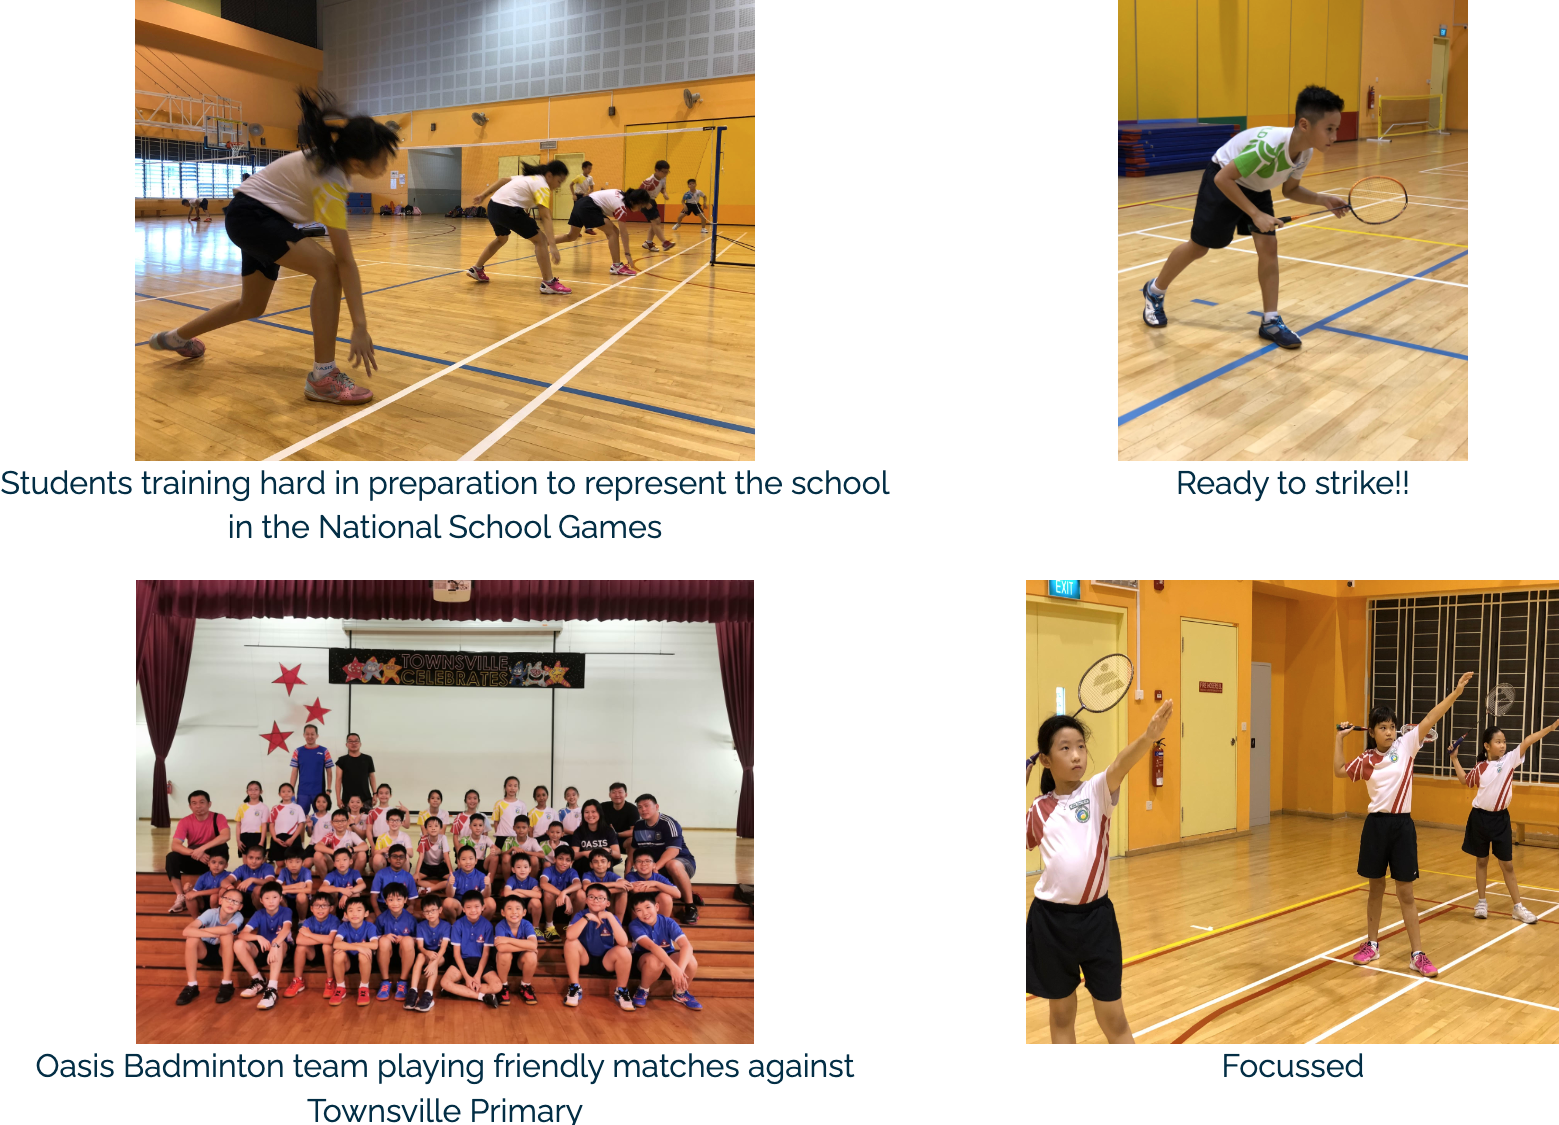 Students training hard in preparation to represent the school
in the National School Games
Ready to strike!!
TOWNSVILLE
CELEBRATES
OASIS
Oasis Badminton team playing friendly matches against
Townsville Primary
EXIT
Focussed